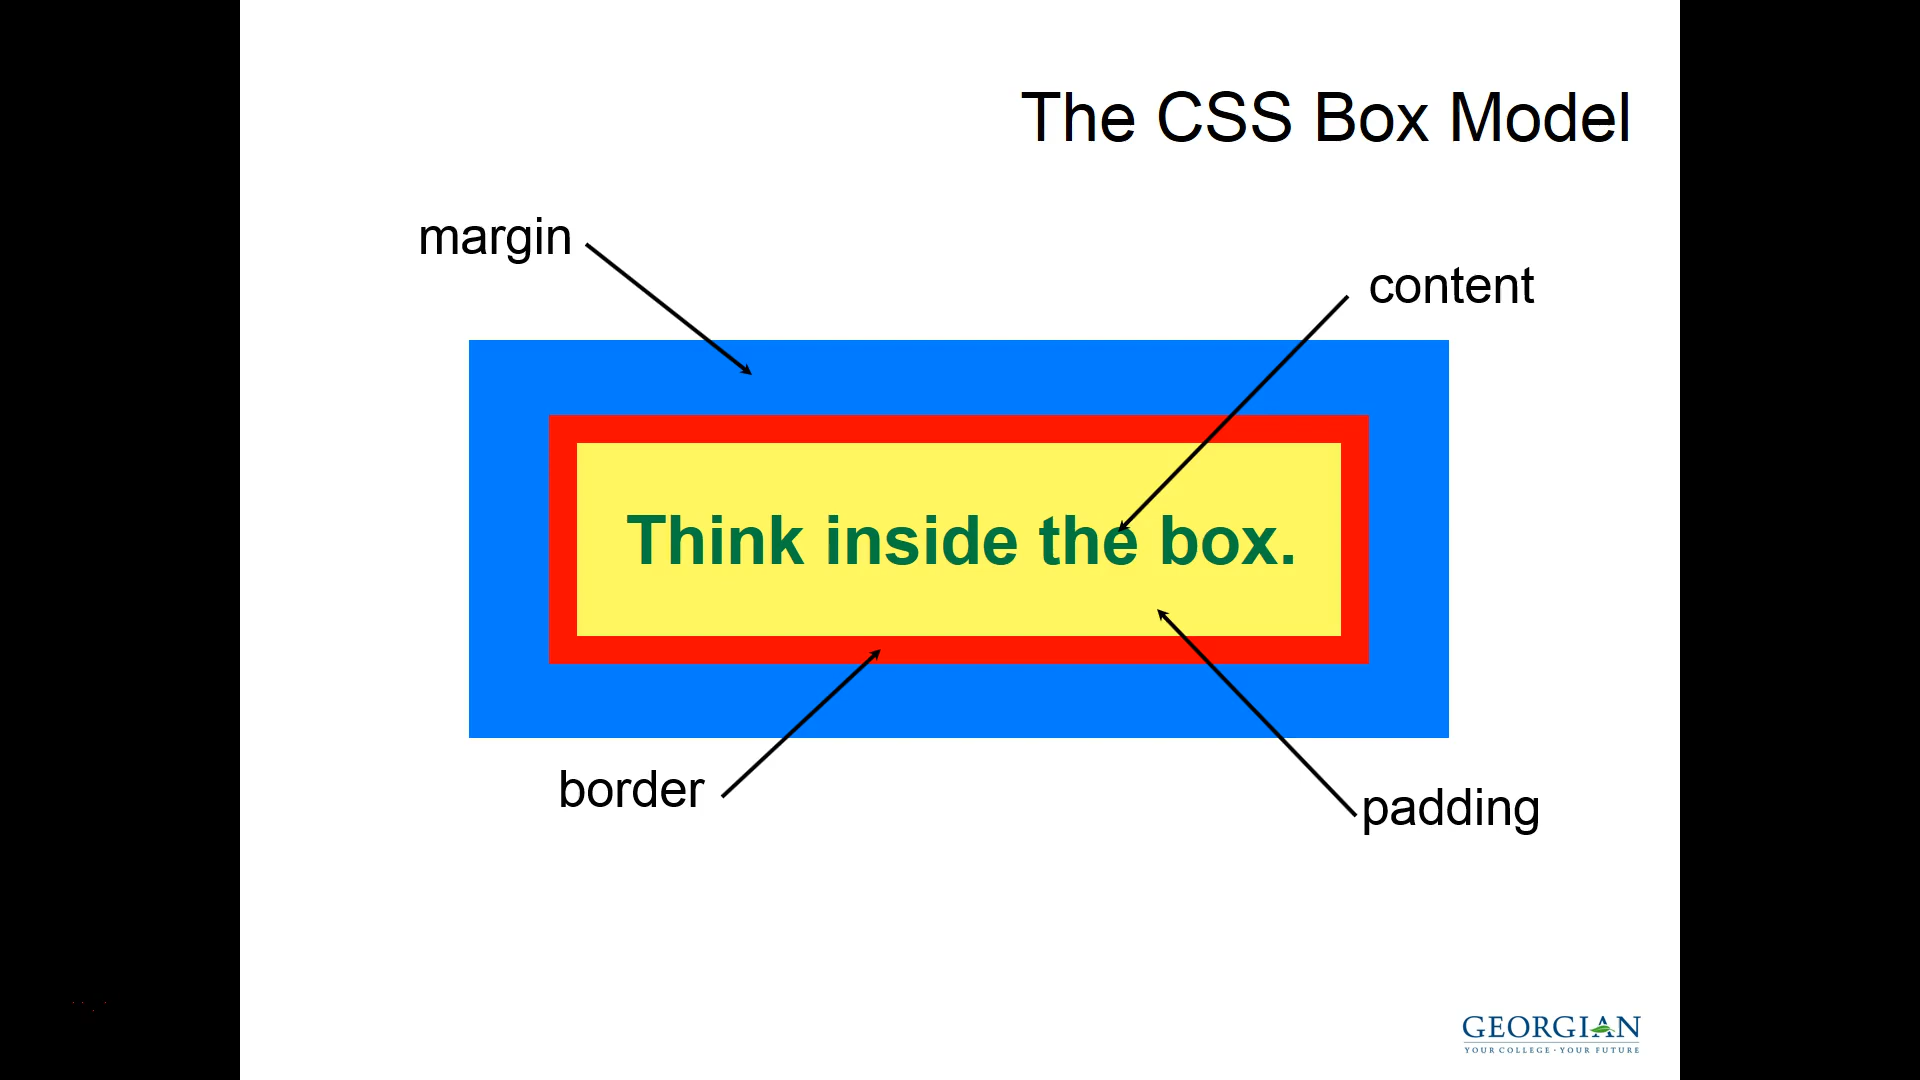 The CSS Box Model
margin
content
Think inside the box.
border
padding
GEORGIAN
YOUR COLLEGE · YOUR FUTURE